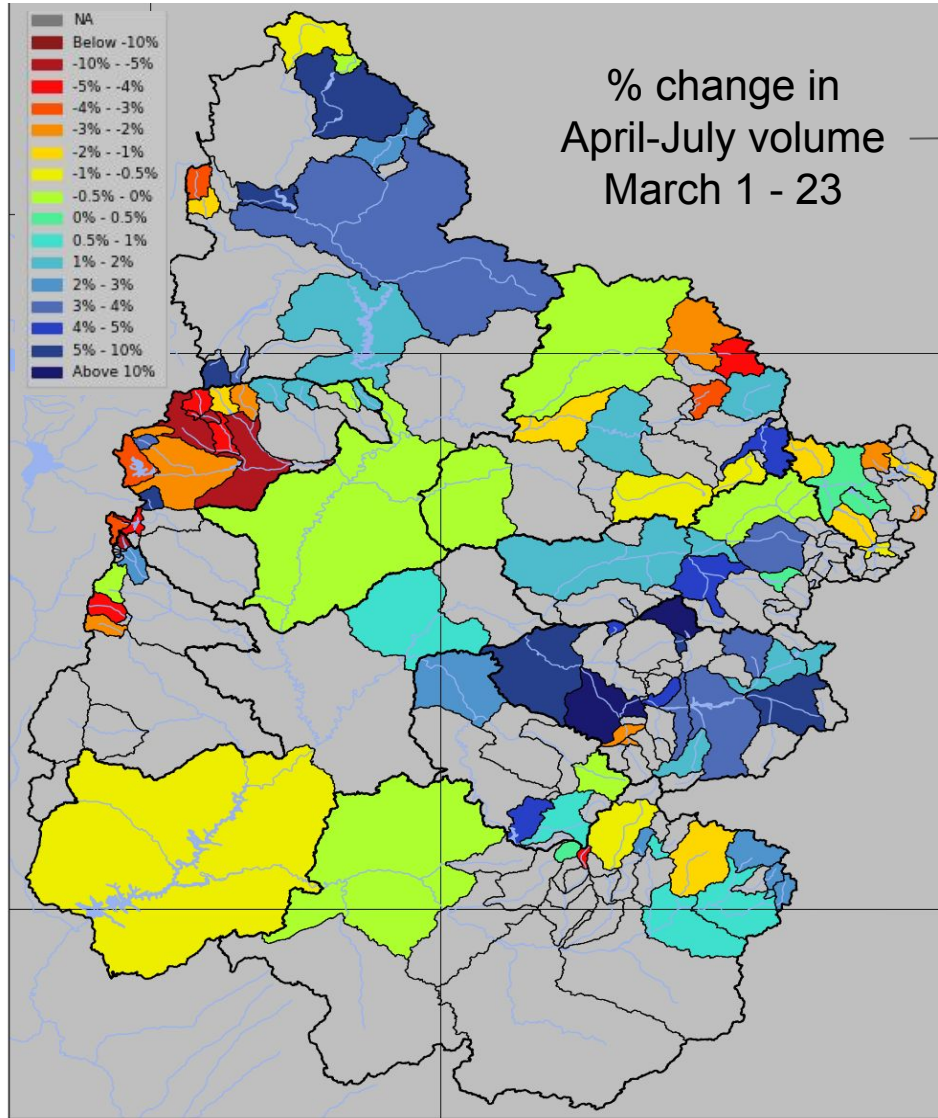 NA
Below -10%
-10% - -5%
-5% - -4%
-4% - -3%
-3% - -2%
-2% - -1%
-1% - -0.5%
-0.5% - 0%
0% - 0.5%
0.5% - 1%
1% - 2%
2% - 3%
3% - 4%
4% - 5%
5% - 10%
Above 10%
% change in
April-July volume
March 1 - 23